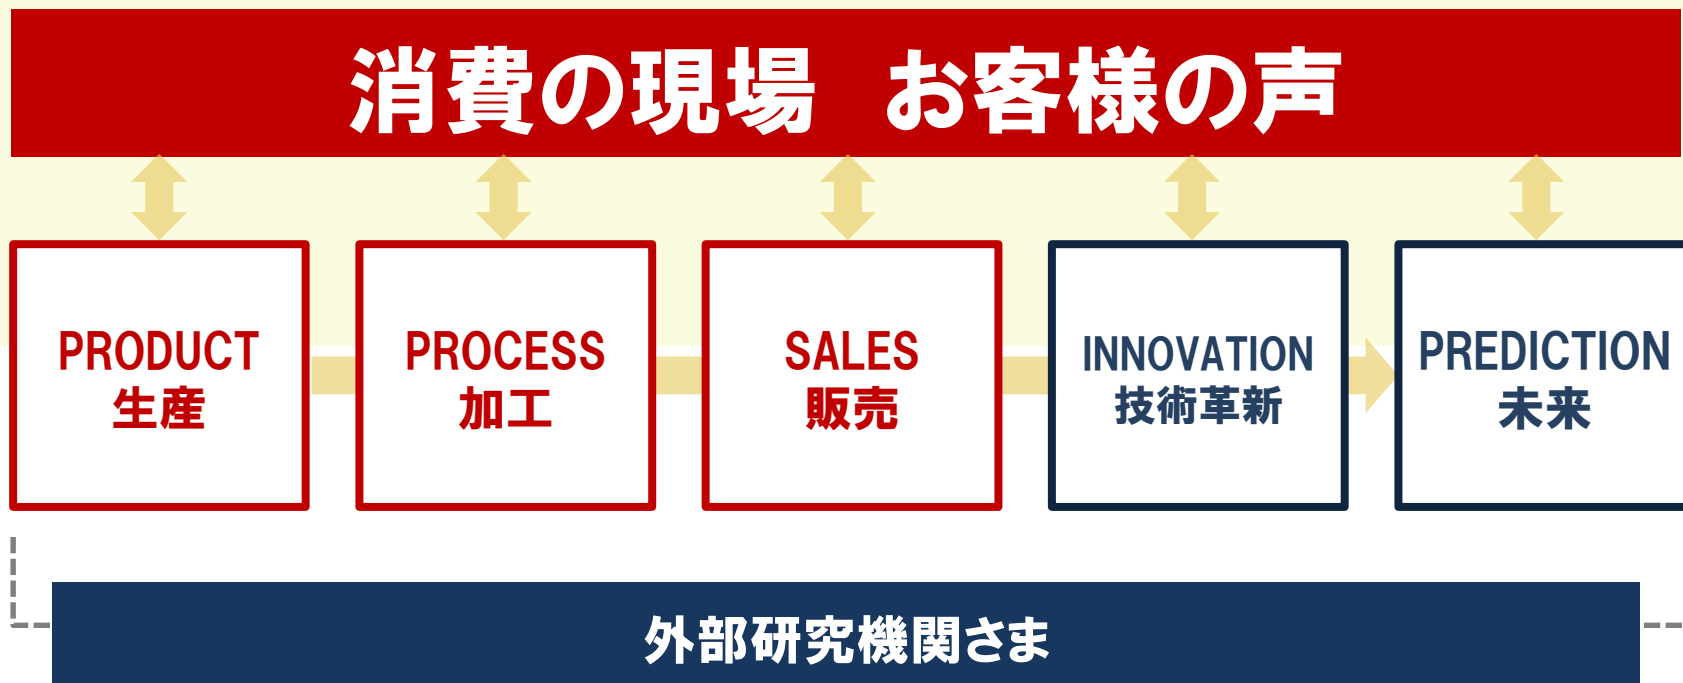 消費の現場　お客様の声
PRODUCT
生産
PROCESS
加工
SALES
販売
INNOVATION
技術革新
PREDICTION
未来
外部研究機関さま